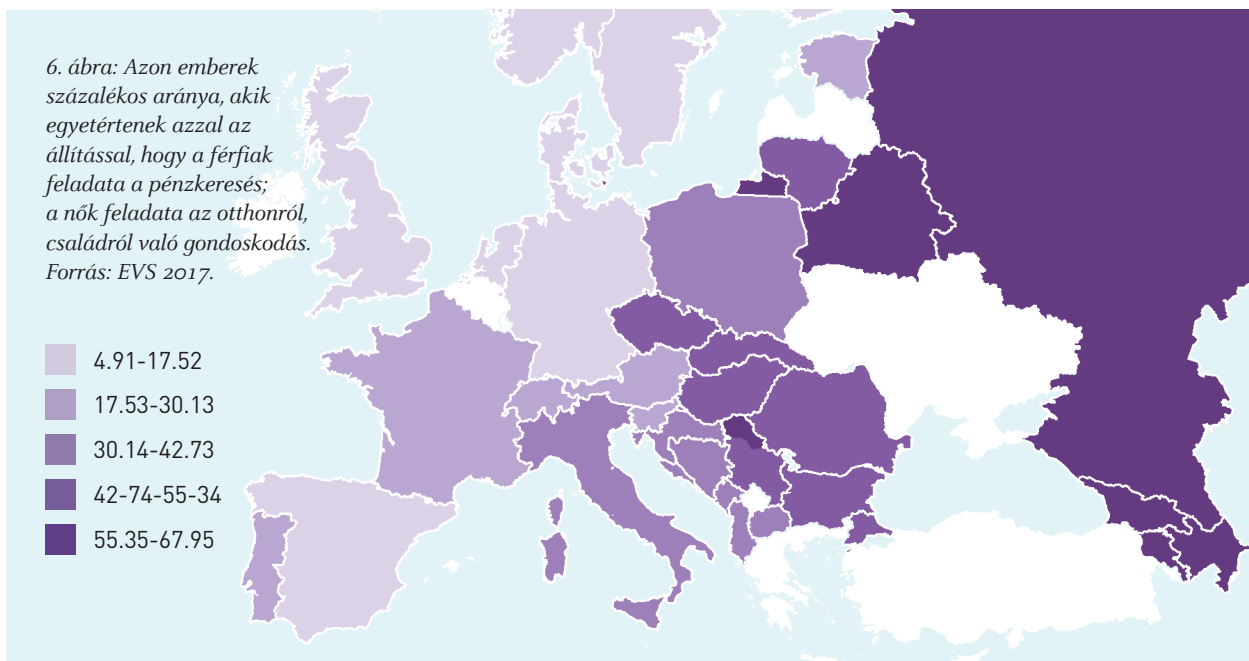 6. ábra: Azon emberek
százalékos aránya, akik
egyetértenek azzal az
állítással, hogy a férfiak
feladata a pénzkeresés;
a nők feladata az otthonról,
családról való gondoskodás.
Forrás: EVS 2017.
4.91-17.52
17.53-30.13
30.14-42.73
42-74-55-34
55.35-67.95